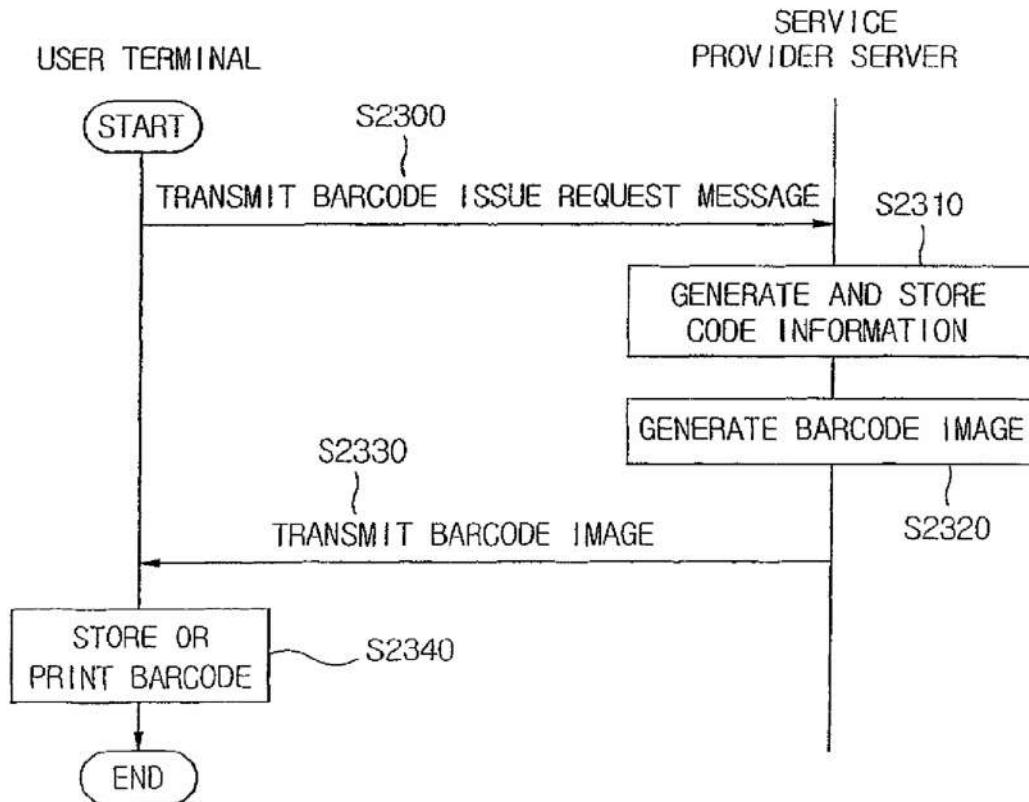 USER TERMINAL
SERVICE
PROVIDER SERVER
START
S2300
TRANSMIT BARCODE ISSUE REQUEST MESSAGE
S2310
GENERATE AND STORE
CODE INFORMATION
GENERATE BARCODE IMAGE
S2320
S2330
TRANSMIT BARCODE IMAGE
STORE OR
PRINT BARCODE
S2340
END